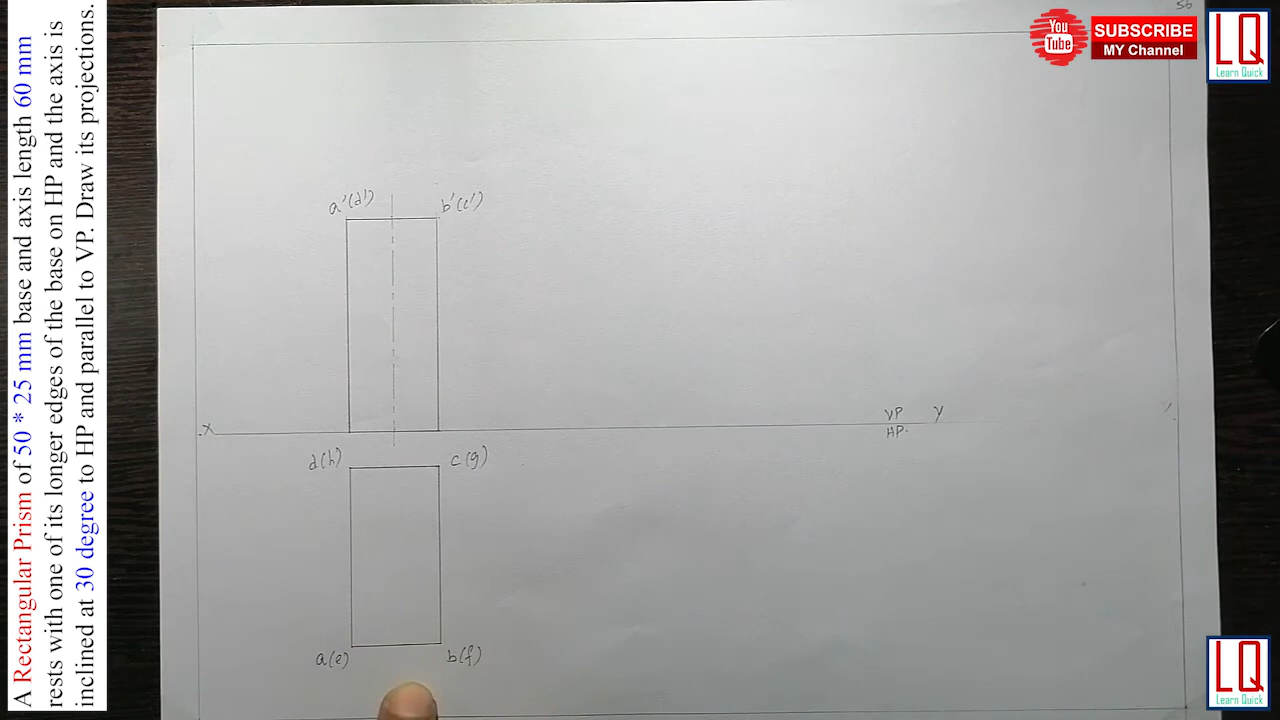 A Rectangular Prism of 50 * 25 mm base and axis length 60 mm
rests with one of its longer edges of the base on HP and the axis is
inclined at 30 degree to HP and parallel to VP. Draw its projections.
56
You
Tube
SUBSCRIBE
MY Channel
LQ
Learn Quick
a'(d')
b'(c')
X
VP
HP.
Y
d(h)
c(g)
a(e)
b(f)
LQ
Learn Quick